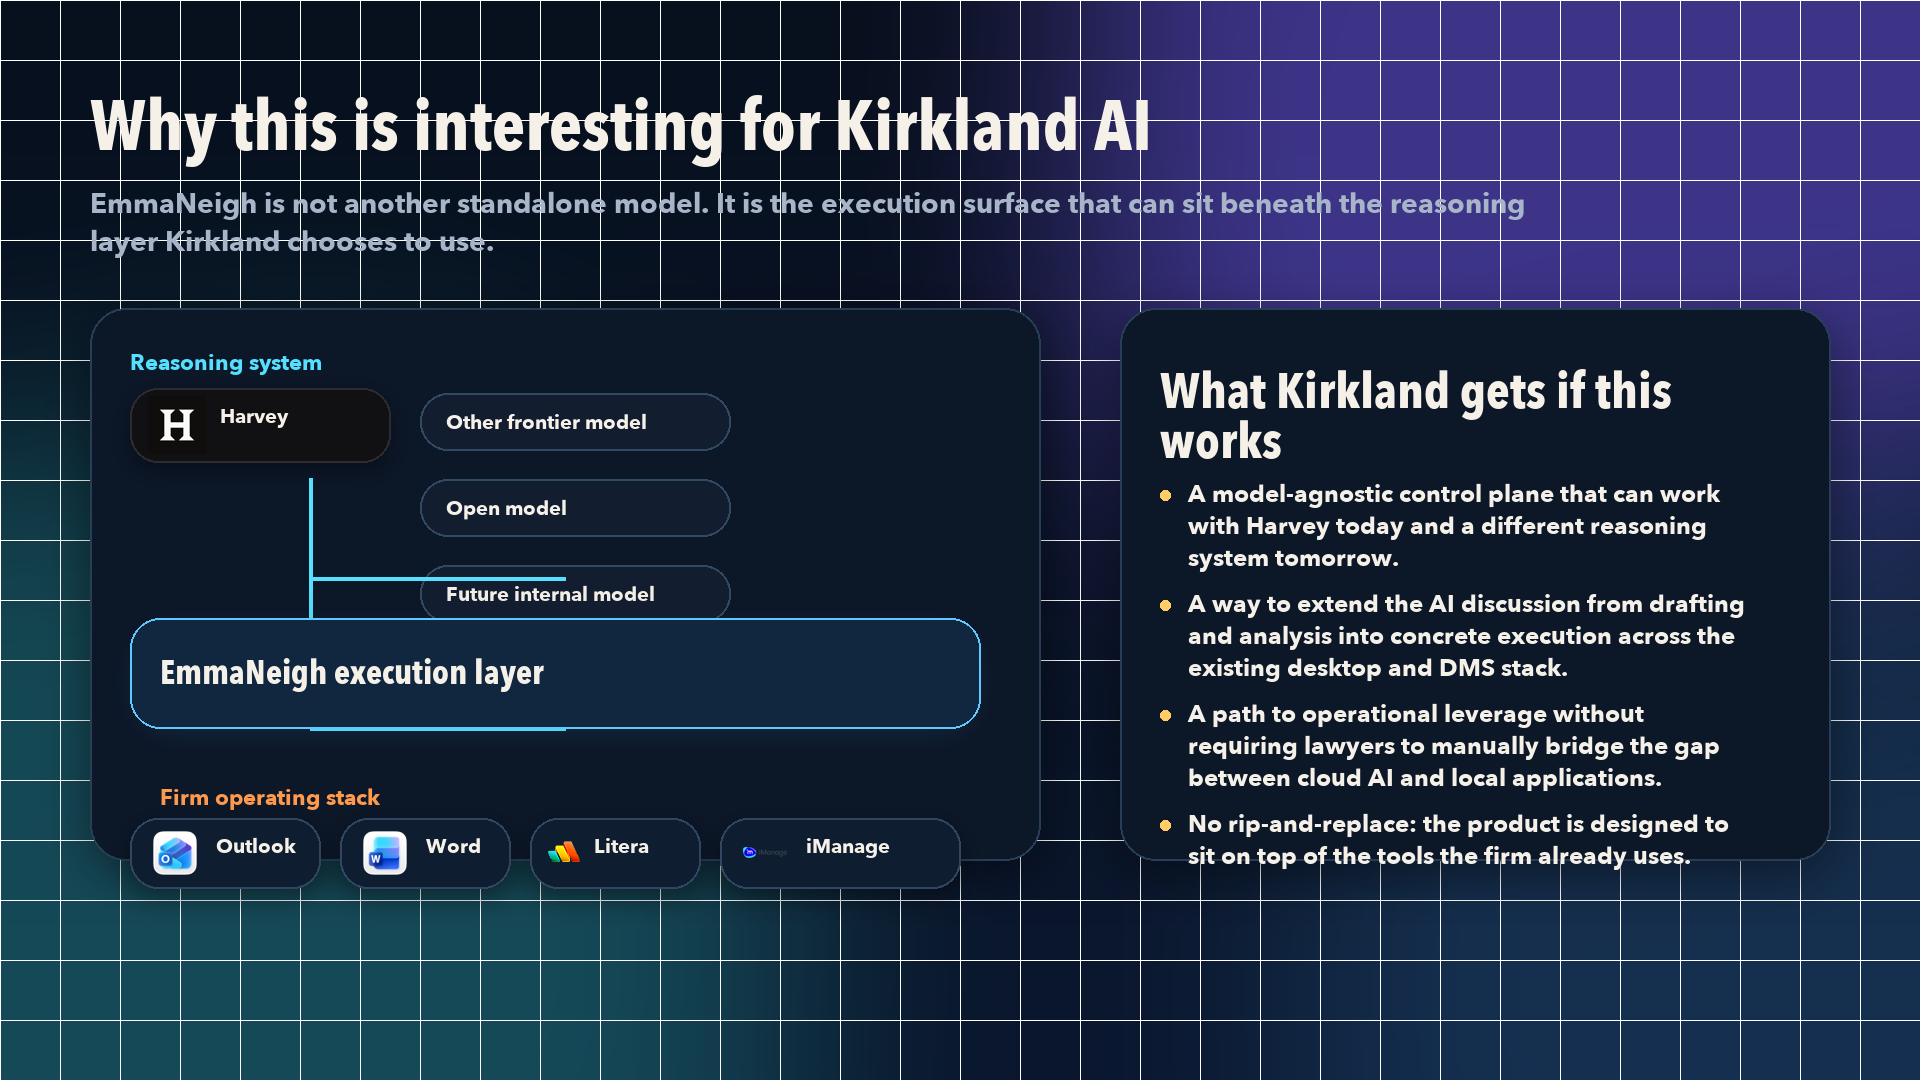 Why this is interesting for Kirkland AI
EmmaNeigh is not another standalone model. It is the execution surface that can sit beneath the reasoning
layer Kirkland chooses to use.
Reasoning system
H
Harvey
Other frontier model
Open model
Future internal model
EmmaNeigh execution layer
Firm operating stack
O
Outlook
W
Word
Litera
m
iManage
iManage
What Kirkland gets if this
works
A model-agnostic control plane that can work
with Harvey today and a different reasoning
system tomorrow.
A way to extend the AI discussion from drafting
and analysis into concrete execution across the
existing desktop and DMS stack.
A path to operational leverage without
requiring lawyers to manually bridge the gap
between cloud AI and local applications.
No rip-and-replace: the product is designed to
sit on top of the tools the firm already uses.